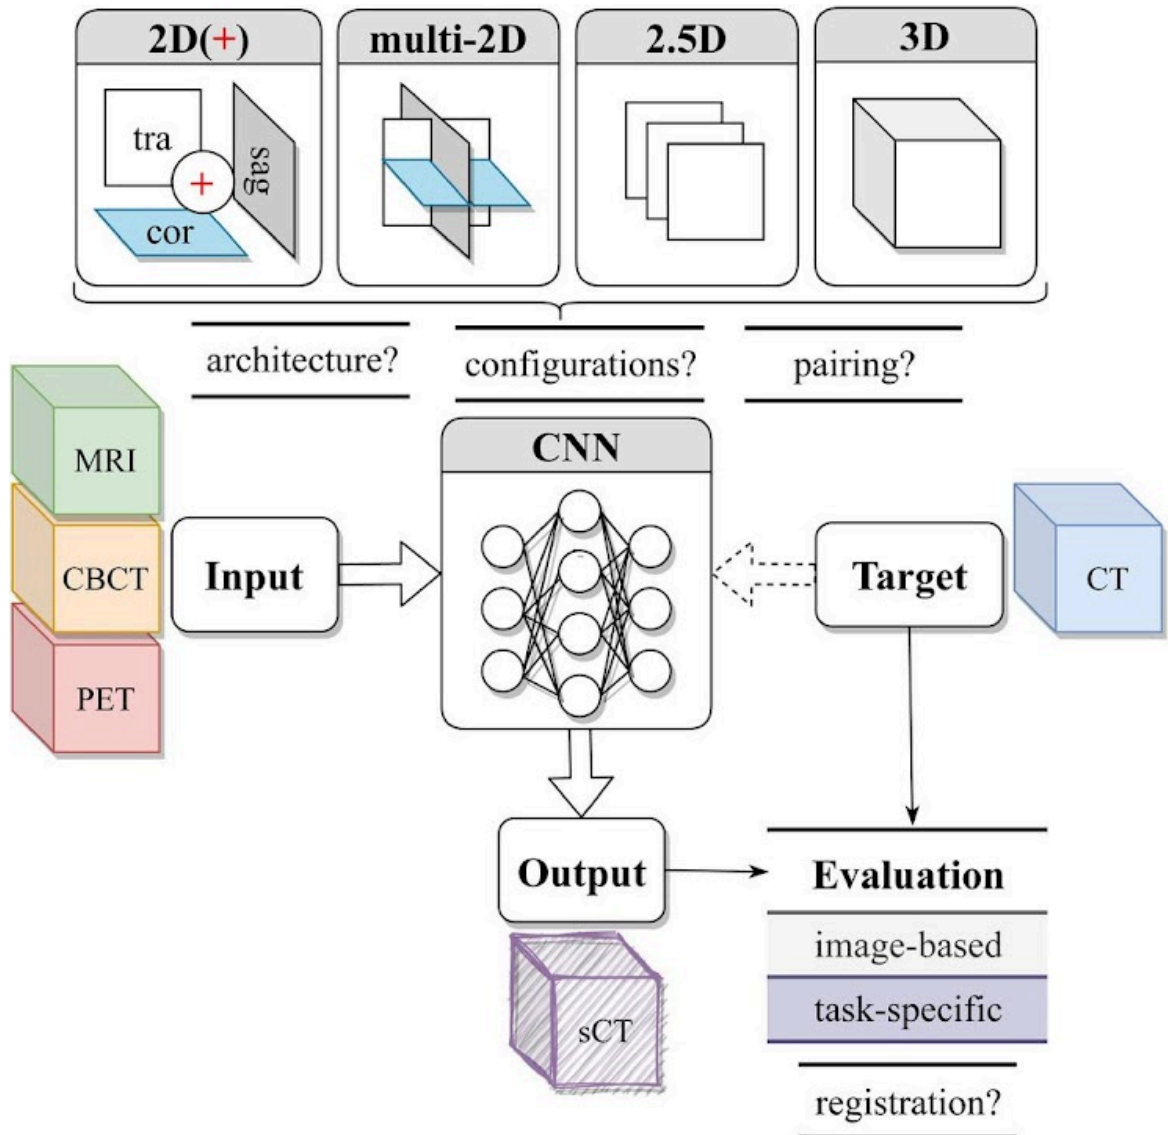 2D(+)
multi-2D
2.5D
3D
tra
+
sag
cor
architecture?
configurations?
pairing?
MRI
CBCT
PET
Input
CNN
Target
CT
Output
sCT
Evaluation
image-based
task-specific
registration?